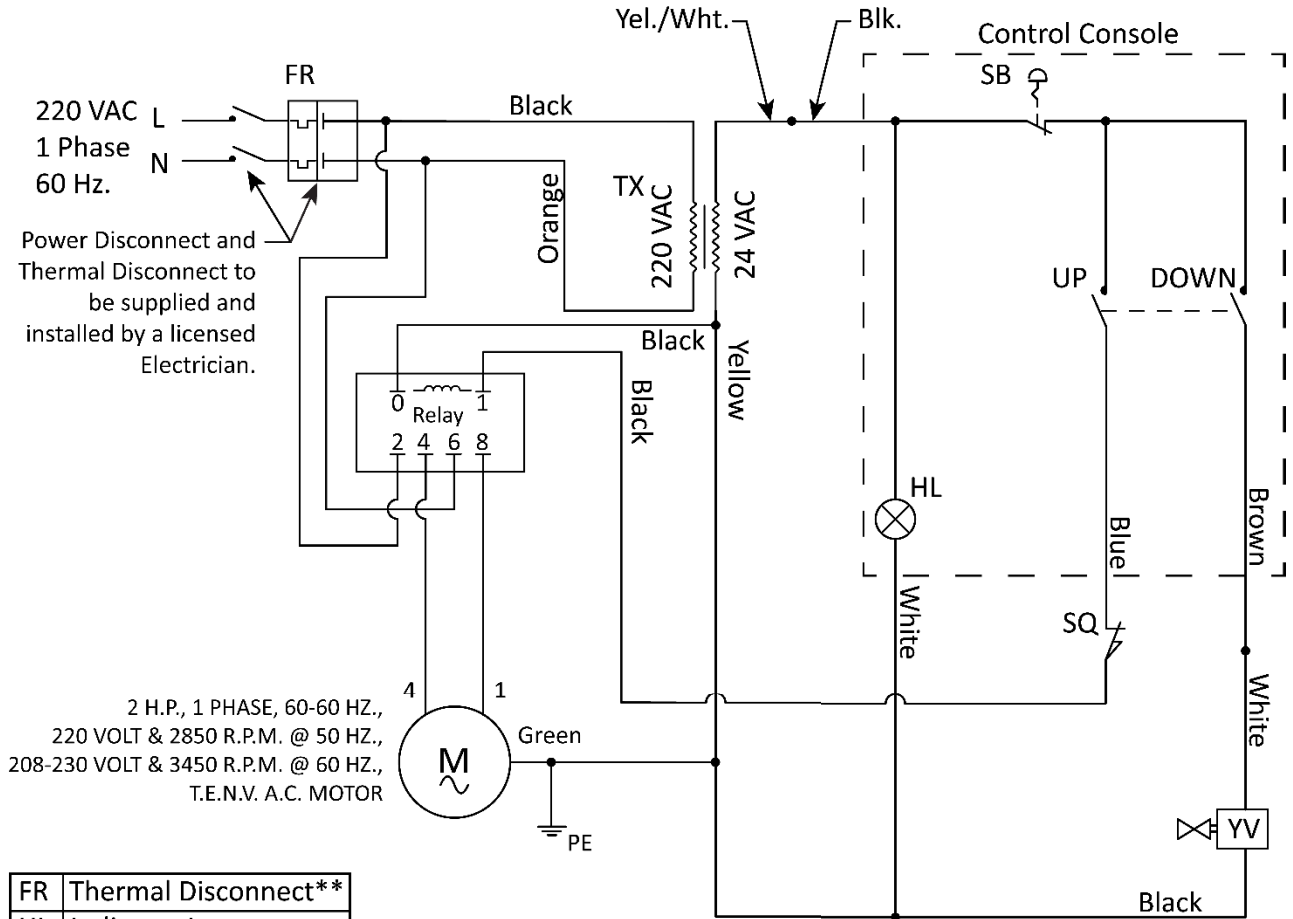 Yel./Wht.
Blk.
Control Console
FR
SB
220 VAC L
1 Phase
N
60 Hz.
Black
Orange
TX
220 VAC
24 VAC
Power Disconnect and
Thermal Disconnect to
be supplied and
installed by a licensed
Electrician.
UP
DOWN
Black
Yellow
Black
0
1
Relay
2 4 6 8
HL
Blue
Brown
White
SQ
White
4
1
2 H.P., 1 PHASE, 60-60 HZ.,
220 VOLT & 2850 R.P.M. @ 50 HZ.,
208-230 VOLT & 3450 R.P.M. @ 60 HZ.,
T.E.N.V. A.C. MOTOR
M
Green
PE
YV
Black
FR Thermal Disconnect**